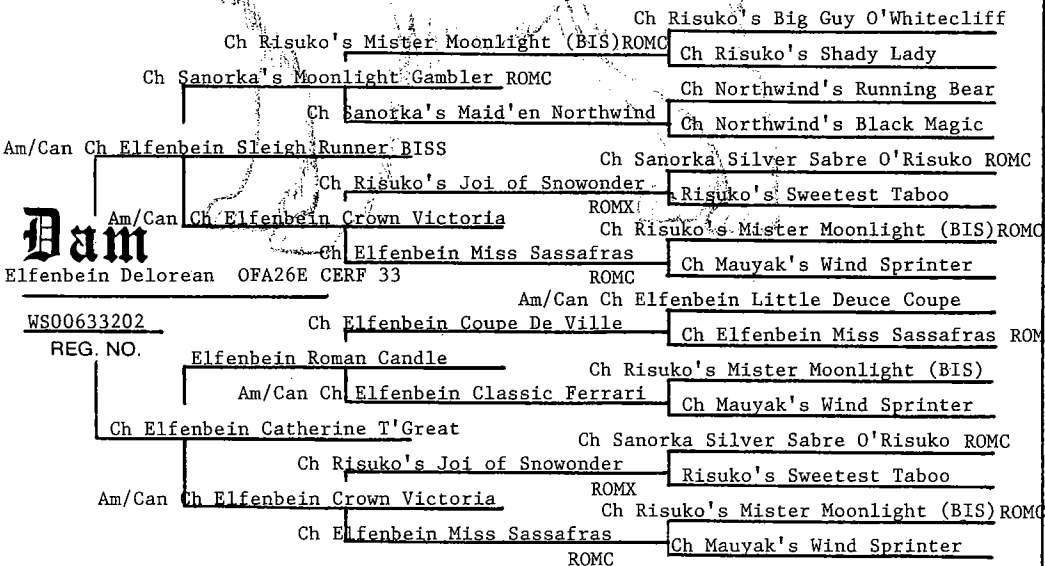 Ch Risuko's Big Guy O'Whitecliff
Ch Risuko's Mister Moonlight (BIS)ROMC
Ch Risuko's Shady Lady
Ch Sanorka's Moonlight Gambler ROMC
Ch Northwind's Running Bear
Ch Sanorka's Maid'en Northwind
Ch Northwind's Black Magic
Am/Can Ch Elfenbein Sleigh Runner BISS
Ch Sanorka Silver Sabre O'Risuko ROMC
Ch Risuko's Joi of Snowonder
ROMX
Risuko's Sweetest Taboo
Am/Can Ch Elfenbein Crown Victoria
Ch Risuko's Mister Moonlight (BIS)ROMC
Ch Elfenbein Miss Sassafras
ROMC
Ch Mauyak's Wind Sprinter
Dam
Elfenbein Delorean OFA26E CERF 33
WS00633202
REG. NO.
Am/Can Ch Elfenbein Little Deuce Coupe
Ch Elfenbein Coupe De Ville
Ch Elfenbein Miss Sassafras ROM
Elfenbein Roman Candle
Ch Risuko's Mister Moonlight (BIS)
Am/Can Ch Elfenbein Classic Ferrari
Ch Mauyak's Wind Sprinter
Ch Elfenbein Catherine T'Great
Ch Sanorka Silver Sabre O'Risuko ROMC
Ch Risuko's Joi of Snowonder
ROMX
Risuko's Sweetest Taboo
Am/Can Ch Elfenbein Crown Victoria
Ch Risuko's Mister Moonlight (BIS)ROMC
Ch Elfenbein Miss Sassafras
ROMC
Ch Mauyak's Wind Sprinter